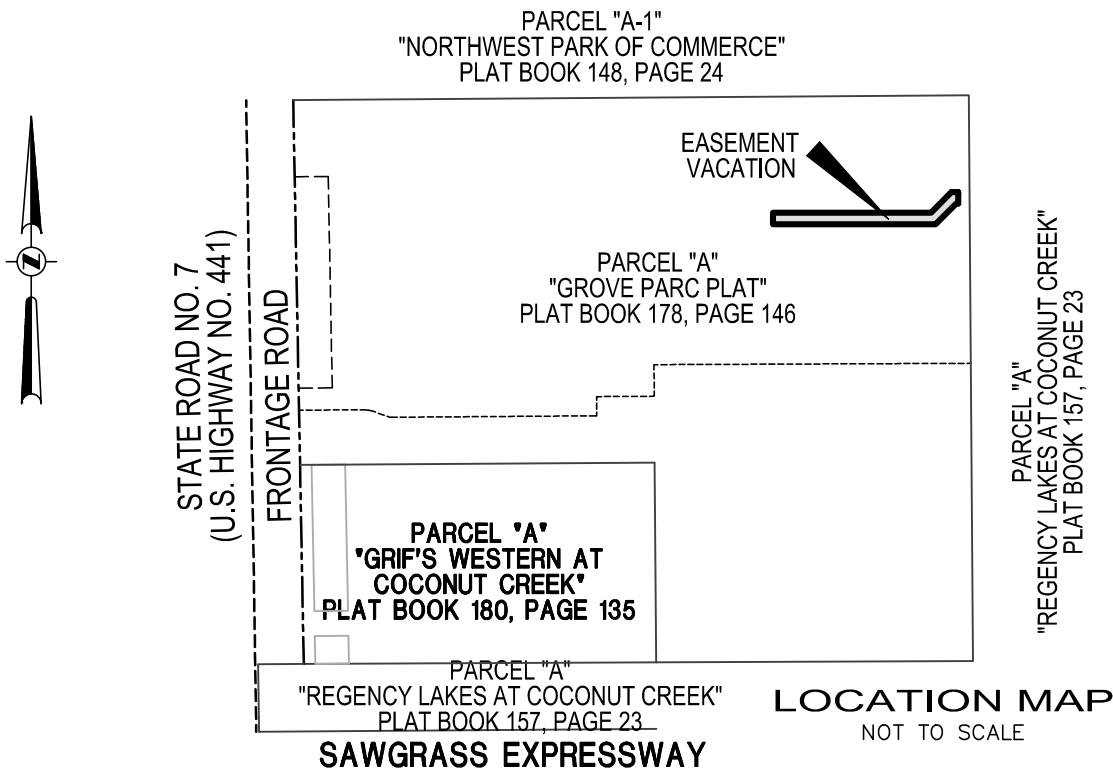 PARCEL "A-1"
"NORTHWEST PARK OF COMMERCE"
PLAT BOOK 148, PAGE 24
EASEMENT
VACATION
N
STATE ROAD NO. 7
(U.S. HIGHWAY NO. 441)
FRONTAGE ROAD
PARCEL "A"
"GROVE PARC PLAT"
PLAT BOOK 178, PAGE 146
PARCEL "A"
"REGENCY LAKES AT COCONUT CREEK"
PLAT BOOK 157, PAGE 23
PARCEL "A"
"GRIF'S WESTERN AT
COCONUT CREEK"
PLAT BOOK 180, PAGE 135
PARCEL "A"
"REGENCY LAKES AT COCONUT CREEK"
PLAT BOOK 157, PAGE 23
SAWGRASS EXPRESSWAY
LOCATION MAP
NOT TO SCALE